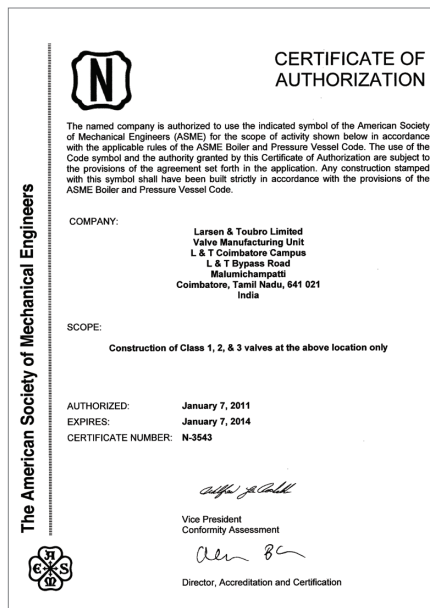 N
CERTIFICATE OF
AUTHORIZATION
The named company is authorized to use the indicated symbol of the American Society
of Mechanical Engineers (ASME) for the scope of activity shown below in accordance
with the applicable rules of the ASME Boiler and Pressure Vessel Code. The use of the
Code symbol and the authority granted by this Certificate of Authorization are subject to
the provisions of the agreement set forth in the application. Any construction stamped
with this symbol shall have been built strictly in accordance with the provisions of the
ASME Boiler and Pressure Vessel Code.
COMPANY:
Larsen & Toubro Limited
Valve Manufacturing Unit
L & T Coimbatore Campus
L & T Bypass Road
Malumichampatti
Coimbatore, Tamil Nadu, 641 021
India
SCOPE:
Construction of Class 1, 2, & 3 valves at the above location only
AUTHORIZED: January 7, 2011
EXPIRES: January 7, 2014
CERTIFICATE NUMBER: N-3543
Vice President
Conformity Assessment
Director, Accreditation and Certification
The American Society of Mechanical Engineers
A
S
M
E